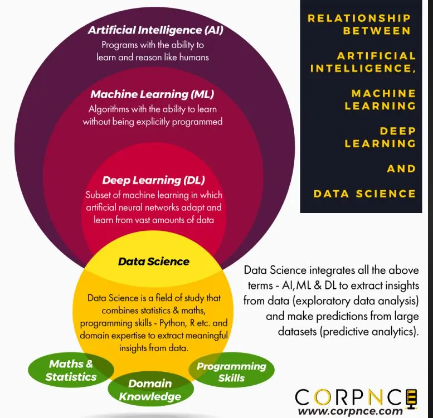 Artificial Intelligence (AI)
Programs with the ability to
learn and reason like humans
Machine Learning (ML)
Algorithms with the ability to learn
without being explicitly programmed
Deep Learning (DL)
Subset of machine learning in which
artificial neural networks adapt and
learn from vast amounts of data
Data Science
Data Science is a field of study that
combines statistics & maths,
programming skills - Python, R etc. and
domain expertise to extract meaningful
insights from data.
Maths &
Statistics
Domain
Knowledge
Programming
Skills
RELATIONSHIP
BETWEEN
ARTIFICIAL
INTELLIGENCE,
MACHINE
LEARNING
DEEP
LEARNING
AND
DATA SCIENCE
Data Science integrates all the above
terms - AI,ML & DL to extract insights
from data (exploratory data analysis)
and make predictions from large
datasets (predictive analytics).
CORPNCE
www.corpnce.com